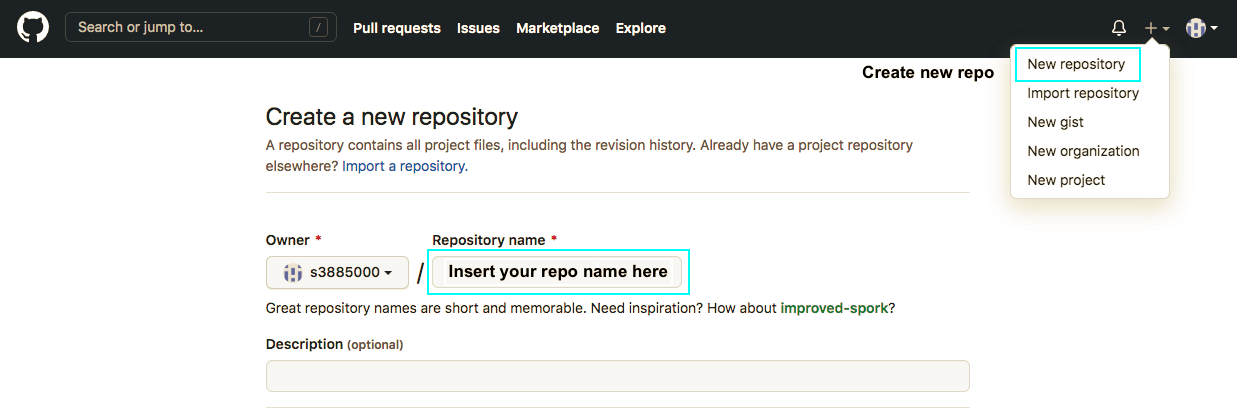 Search or jump to... / Pull requests Issues Marketplace Explore
Create new repo New repository
Import repository
New gist
New organization
New project
Create a new repository
A repository contains all project files, including the revision history. Already have a project repository
elsewhere? Import a repository.
Owner * Repository name *
s3885000 / Insert your repo name here
Great repository names are short and memorable. Need inspiration? How about improved-spork?
Description (optional)